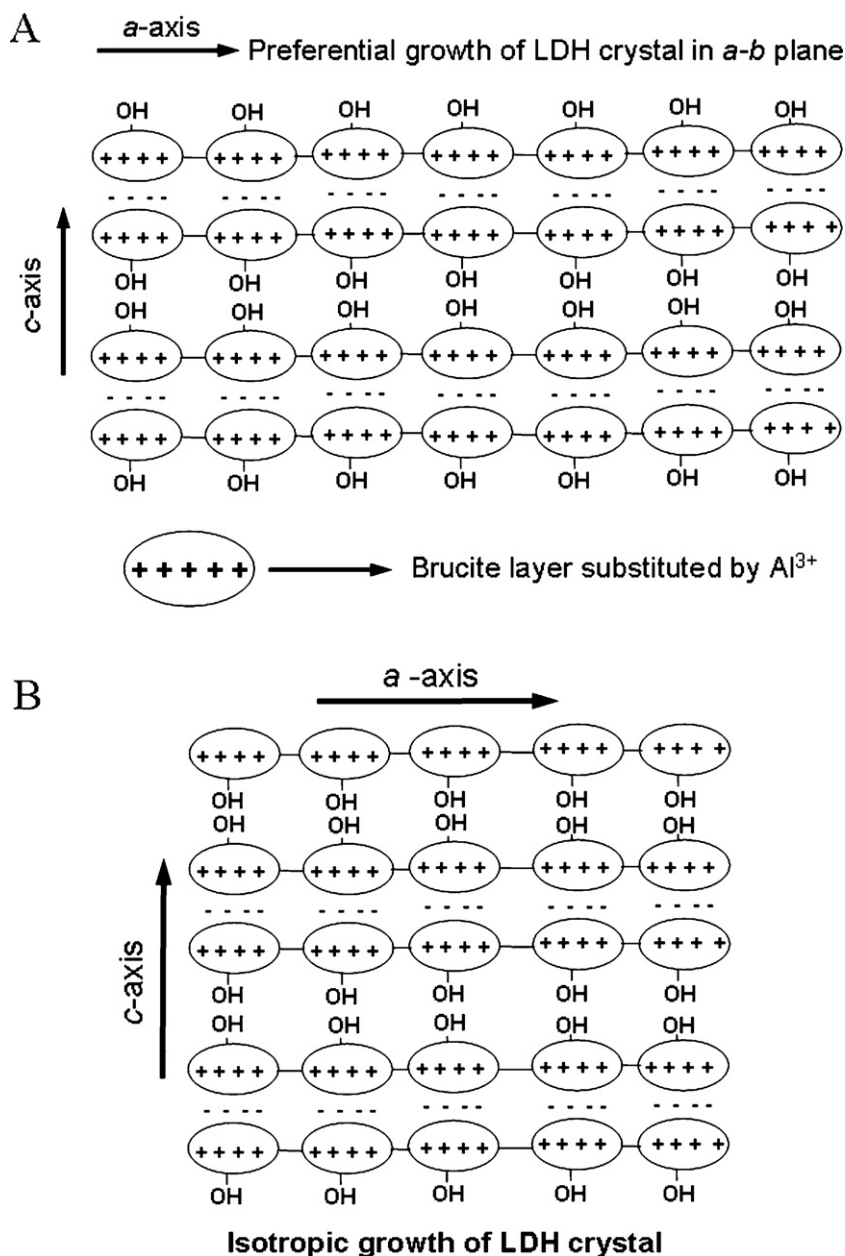 A
a-axis
Preferential growth of LDH crystal in a-b plane
OH OH OH OH OH OH OH
++++ ++++ ++++ ++++ ++++ ++++ ++++
---- ---- ---- ---- ---- ---- ----
++++ ++++ ++++ ++++ ++++ ++++ ++++
OH OH OH OH OH OH OH
c-axis
OH OH OH OH OH OH OH
++++ ++++ ++++ ++++ ++++ ++++ ++++
---- ---- ---- ---- ---- ---- ----
++++ ++++ ++++ ++++ ++++ ++++ ++++
OH OH OH OH OH OH OH
+++++ Brucite layer substituted by Al³⁺
B
a -axis
++++ ++++ ++++ ++++ ++++
OH OH OH OH OH
OH OH OH OH OH
++++ ++++ ++++ ++++ ++++
---- ---- ---- ---- ----
++++ ++++ ++++ ++++ ++++
c-axis
OH OH OH OH OH
OH OH OH OH OH
++++ ++++ ++++ ++++ ++++
---- ---- ---- ---- ----
++++ ++++ ++++ ++++ ++++
OH OH OH OH OH
Isotropic growth of LDH crystal